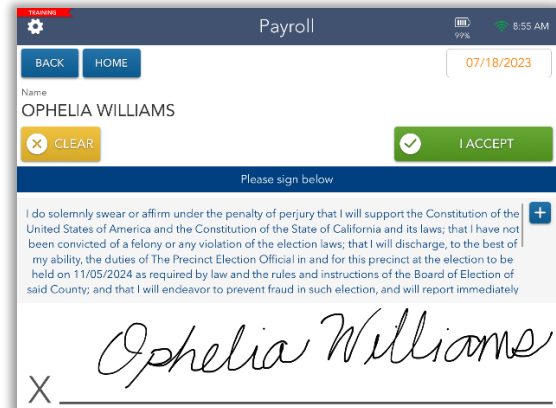 TRAINING
Payroll
99%
8:55 AM
BACK
HOME
07/18/2023
Name
OPHELIA WILLIAMS
CLEAR
I ACCEPT
Please sign below
I do solemnly swear or affirm under the penalty of perjury that I will support the Constitution of the
United States of America and the Constitution of the State of California and its laws; that I have not
been convicted of a felony or any violation of the election laws; that I will discharge, to the best of
my ability, the duties of The Precinct Election Official in and for this precinct at the election to be
held on 11/05/2024 as required by law and the rules and instructions of the Board of Election of
said County; and that I will endeavor to prevent fraud in such election, and will report immediately
Ophelia Williams
X